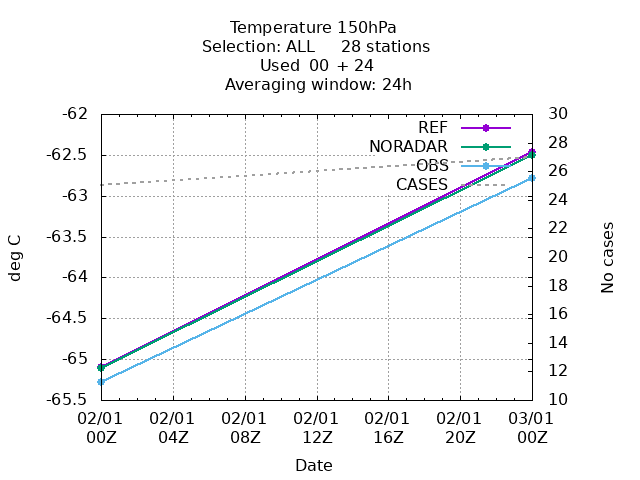 Temperature 150hPa
Selection: ALL     28 stations
Used  00  + 24
Averaging window: 24h
-62
-62.5
-63
-63.5
-64
-64.5
-65
-65.5
deg C
REF
NORADAR
OBS
CASES
30
28
26
24
22
20
18
16
14
12
10
No cases
02/01 02/01 02/01 02/01 02/01 02/01 03/01
00Z 04Z 08Z 12Z 16Z 20Z 00Z
Date